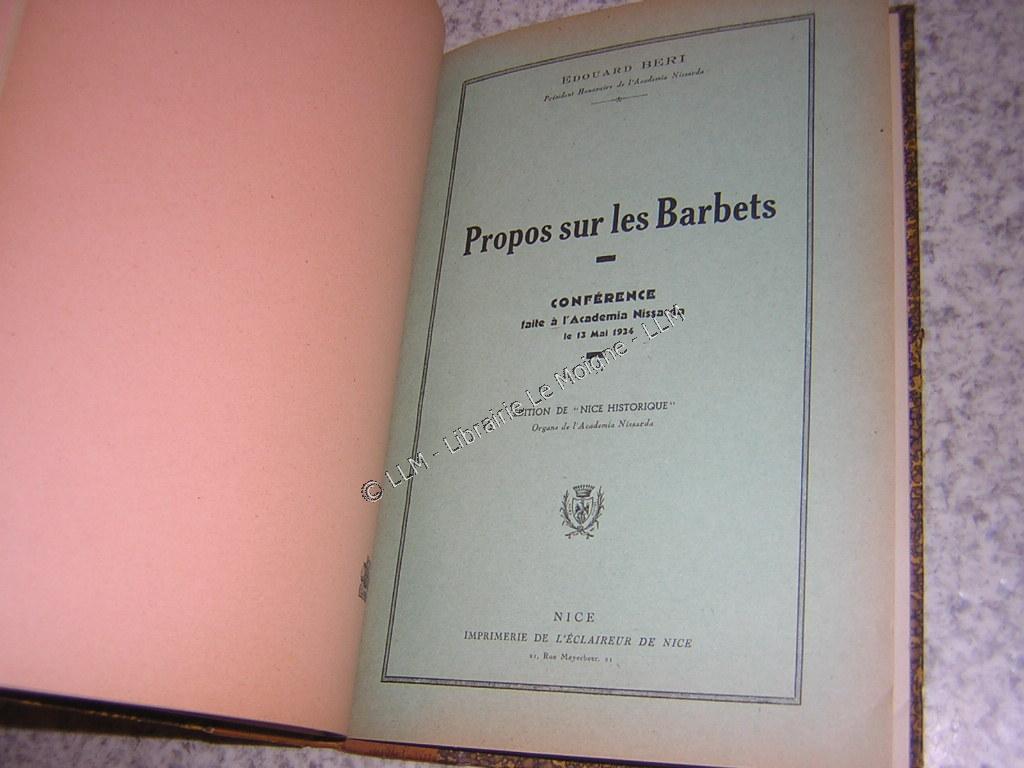 EDOUARD BERI
Président Honoraire de l'Academia Nissarda
Propos sur les Barbets
CONFÉRENCE
faite à l'Academia Nissarda
le 13 Mai 1934
ÉDITION DE "NICE HISTORIQUE"
Organe de l'Academia Nissarda
© LLM - Librairie Le Moigne - LLM
NICE
IMPRIMERIE DE L'ÉCLAIREUR DE NICE
21, Rue Meyerbeer, 21